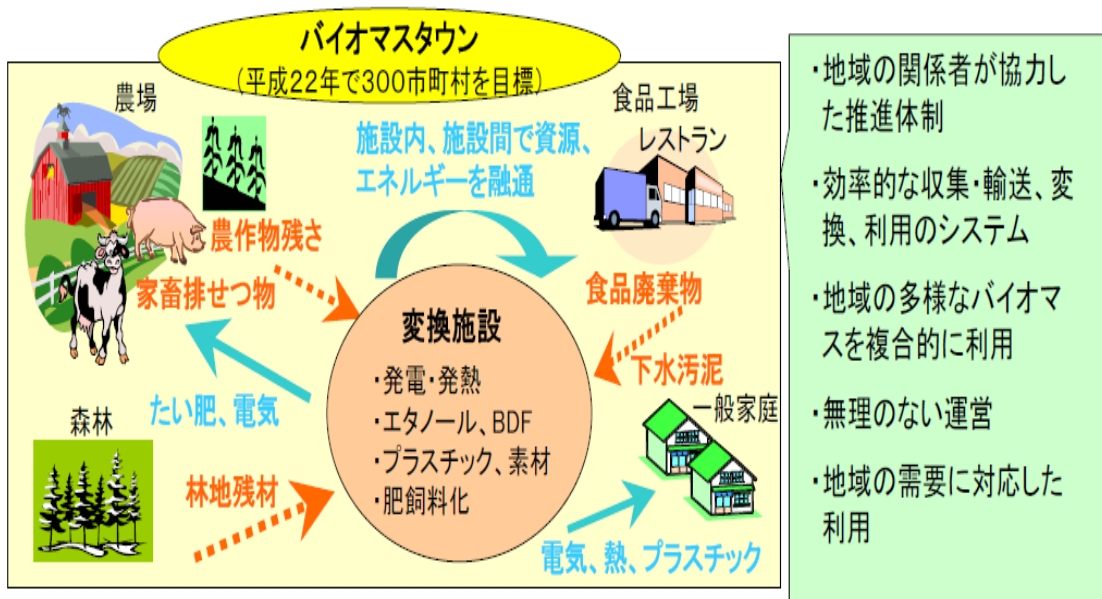 バイオマスタウン
(平成22年で300市町村を目標)
農場
食品工場
レストラン
施設内、施設間で資源、
エネルギーを融通
農作物残さ
家畜排せつ物
食品廃棄物
変換施設
・発電・発熱
・エタノール、BDF
・プラスチック、素材
・肥飼料化
下水汚泥
一般家庭
たい肥、電気
森林
林地残材
電気、熱、プラスチック
・地域の関係者が協力し
た推進体制
・効率的な収集・輸送、変
換、利用のシステム
・地域の多様なバイオマ
スを複合的に利用
・無理のない運営
・地域の需要に対応した
利用